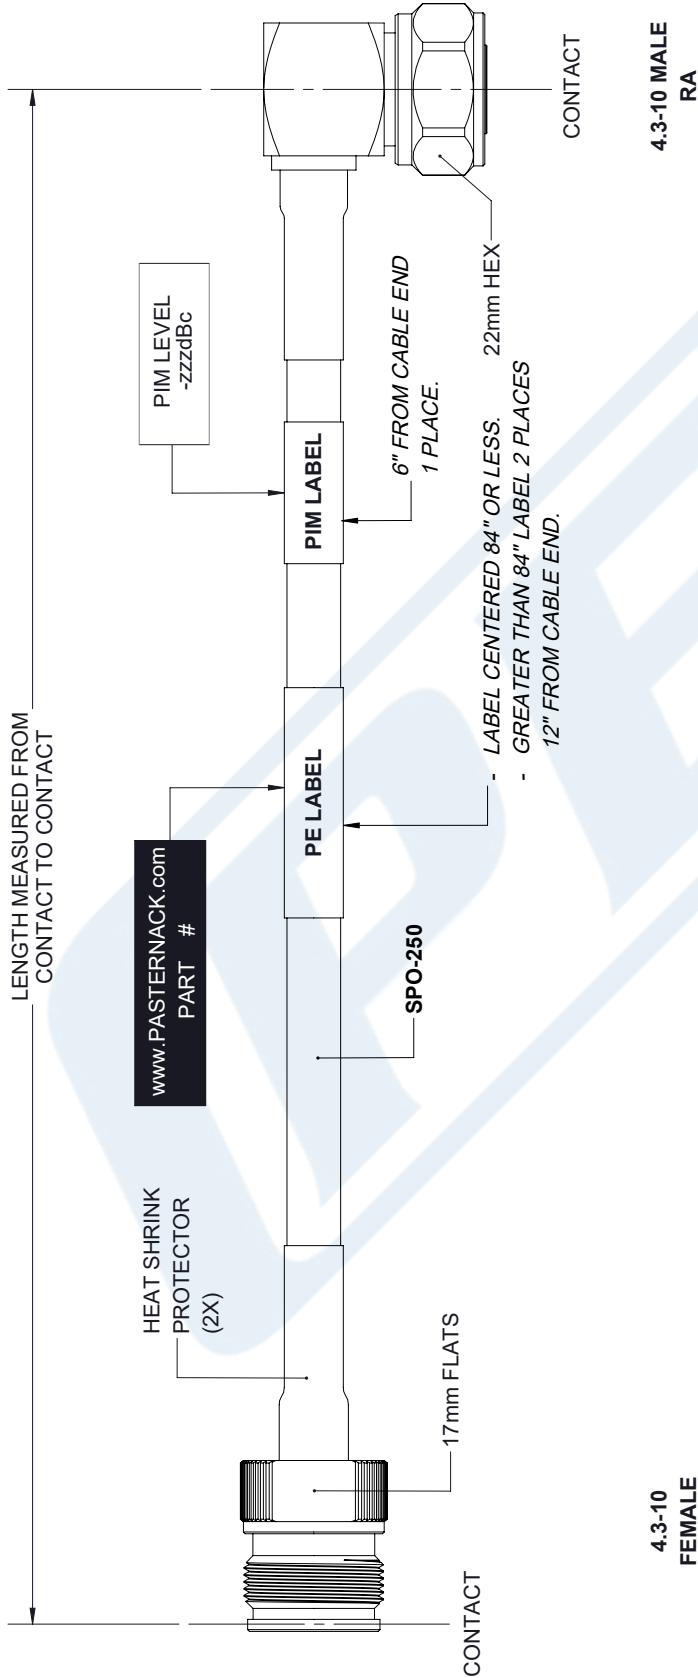 LENGTH MEASURED FROM
CONTACT TO CONTACT
www.PASTERNACK.com
PART #
PIM LEVEL
-zzzdBc
HEAT SHRINK
PROTECTOR
(2X)
PE LABEL
PIM LABEL
SPO-250
6" FROM CABLE END
1 PLACE.
17mm FLATS
- LABEL CENTERED 84" OR LESS.
- GREATER THAN 84" LABEL 2 PLACES
12" FROM CABLE END.
22mm HEX
CONTACT
CONTACT
4.3-10
FEMALE
4.3-10 MALE
RA